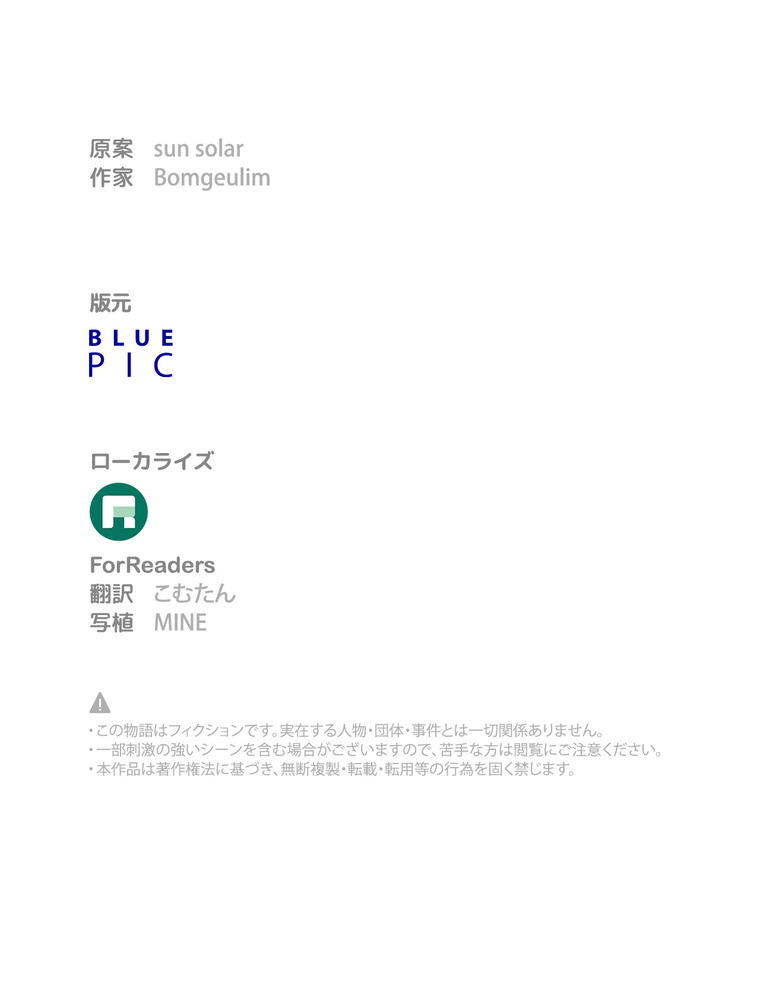 原案 sun solar
作家 Bomgeulim
版元
BLUE
PIC
ローカライズ
ForReaders
翻訳 こむたん
写植 MINE
・この物語はフィクションです。実在する人物・団体・事件とは一切関係ありません。
・一部刺激の強いシーンを含む場合がございますので、苦手な方は閲覧にご注意ください。
・本作品は著作権法に基づき、無断複製・転載・転用等の行為を固く禁じます。